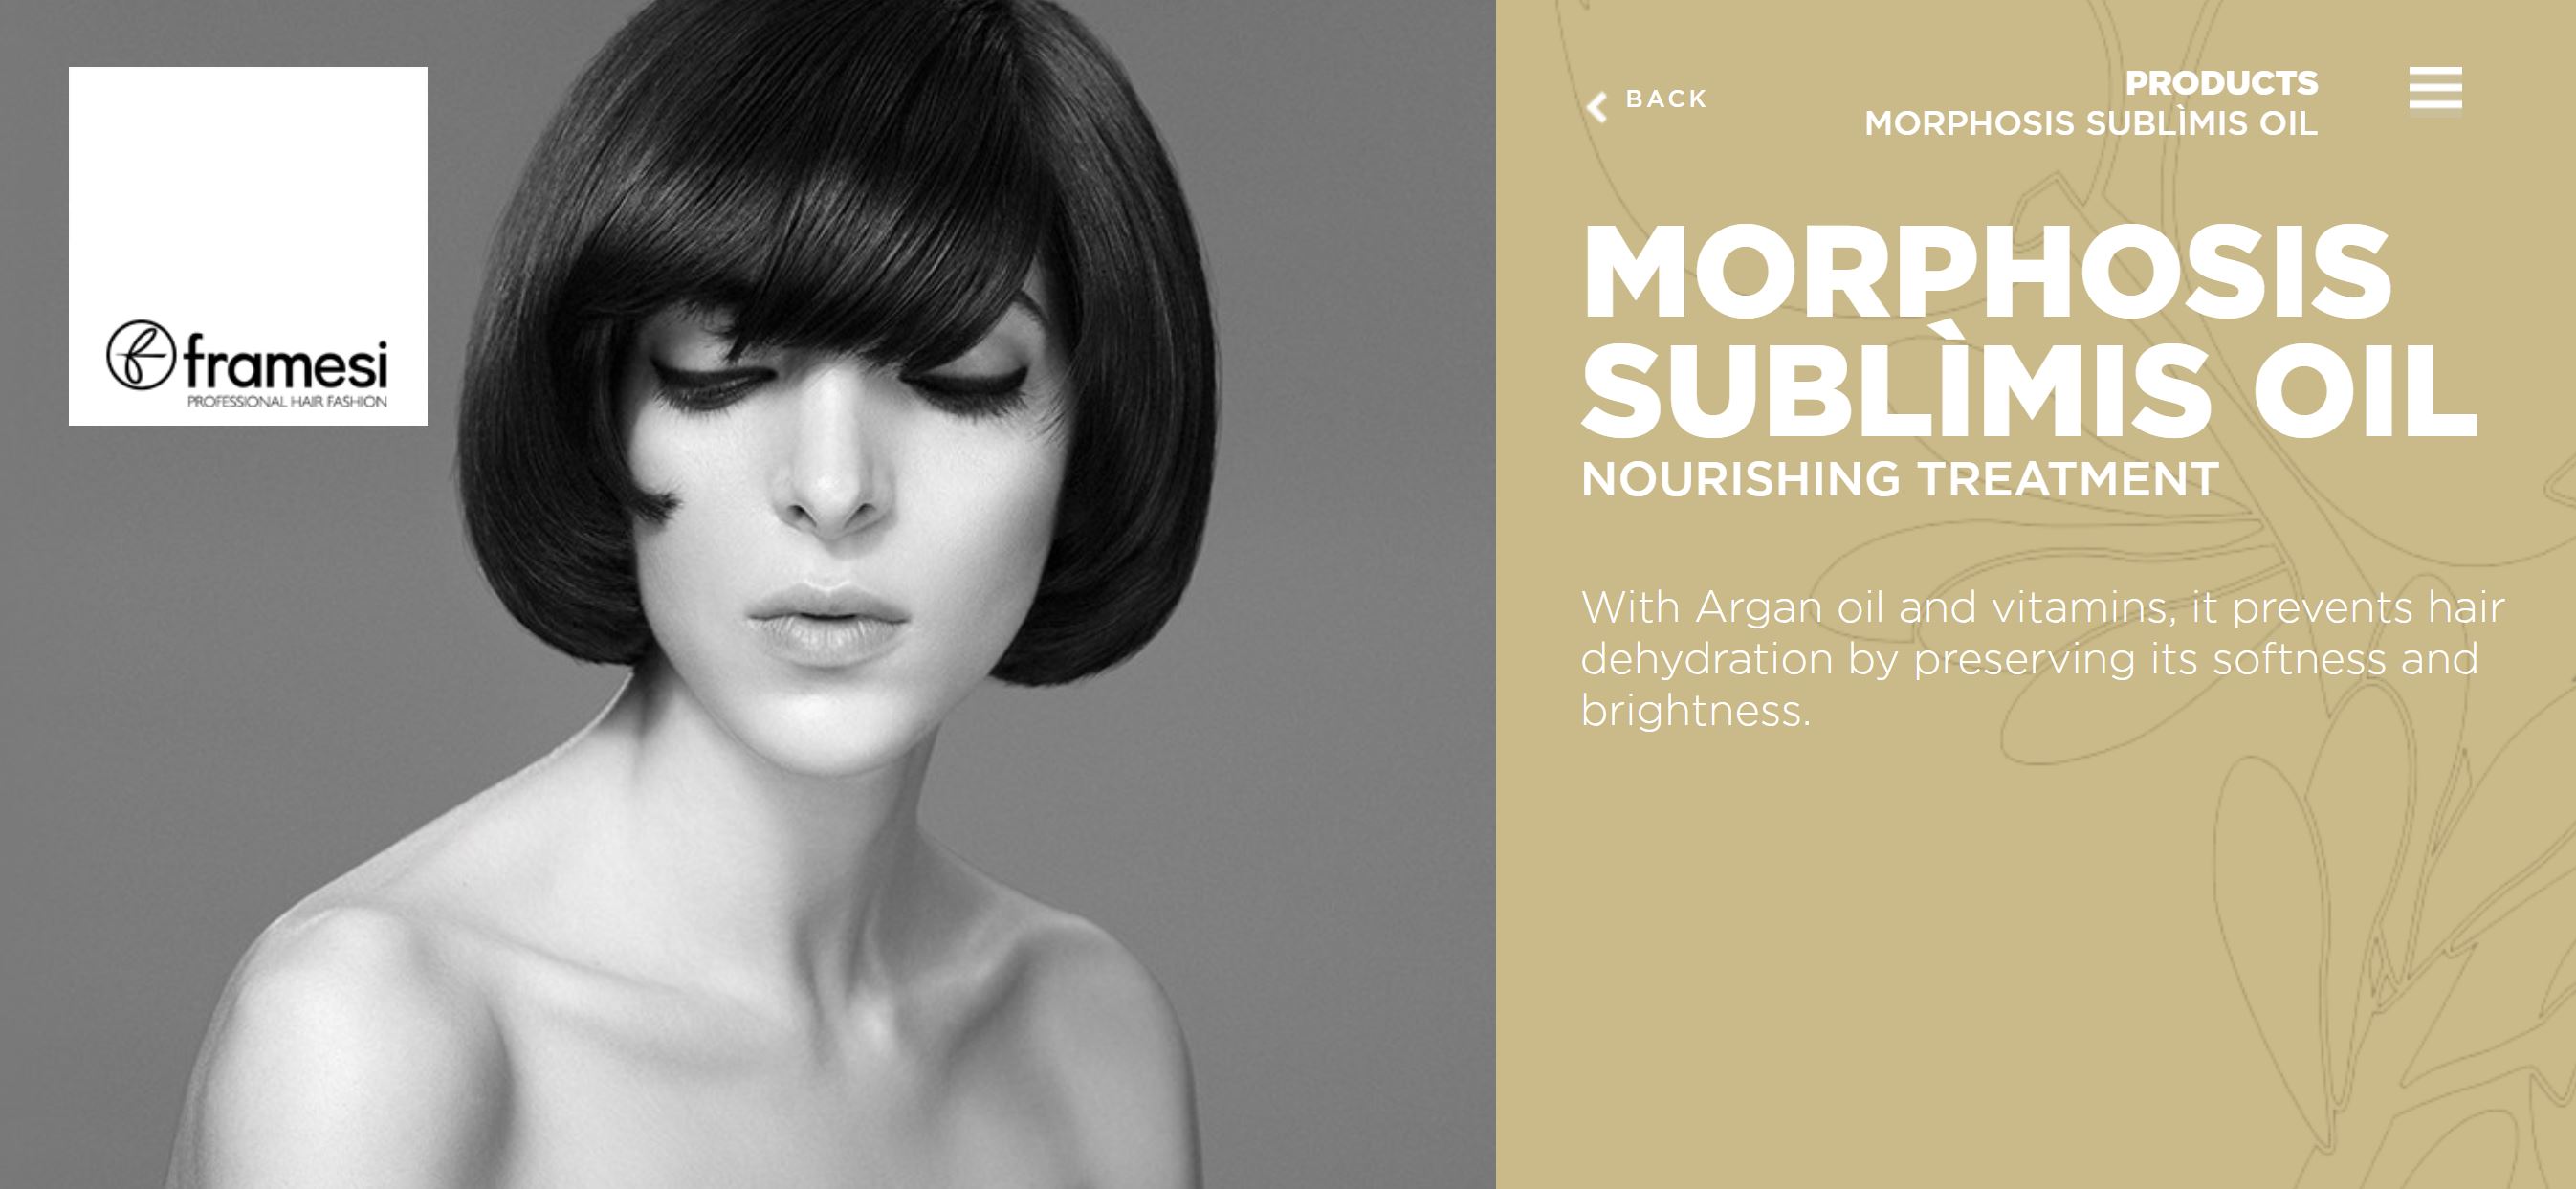 framesi
PROFESSIONAL HAIR FASHION
BACK
PRODUCTS
MORPHOSIS SUBLÌMIS OIL
MORPHOSIS
SUBLÌMIS OIL
NOURISHING TREATMENT
With Argan oil and vitamins, it prevents hair
dehydration by preserving its softness and
brightness.